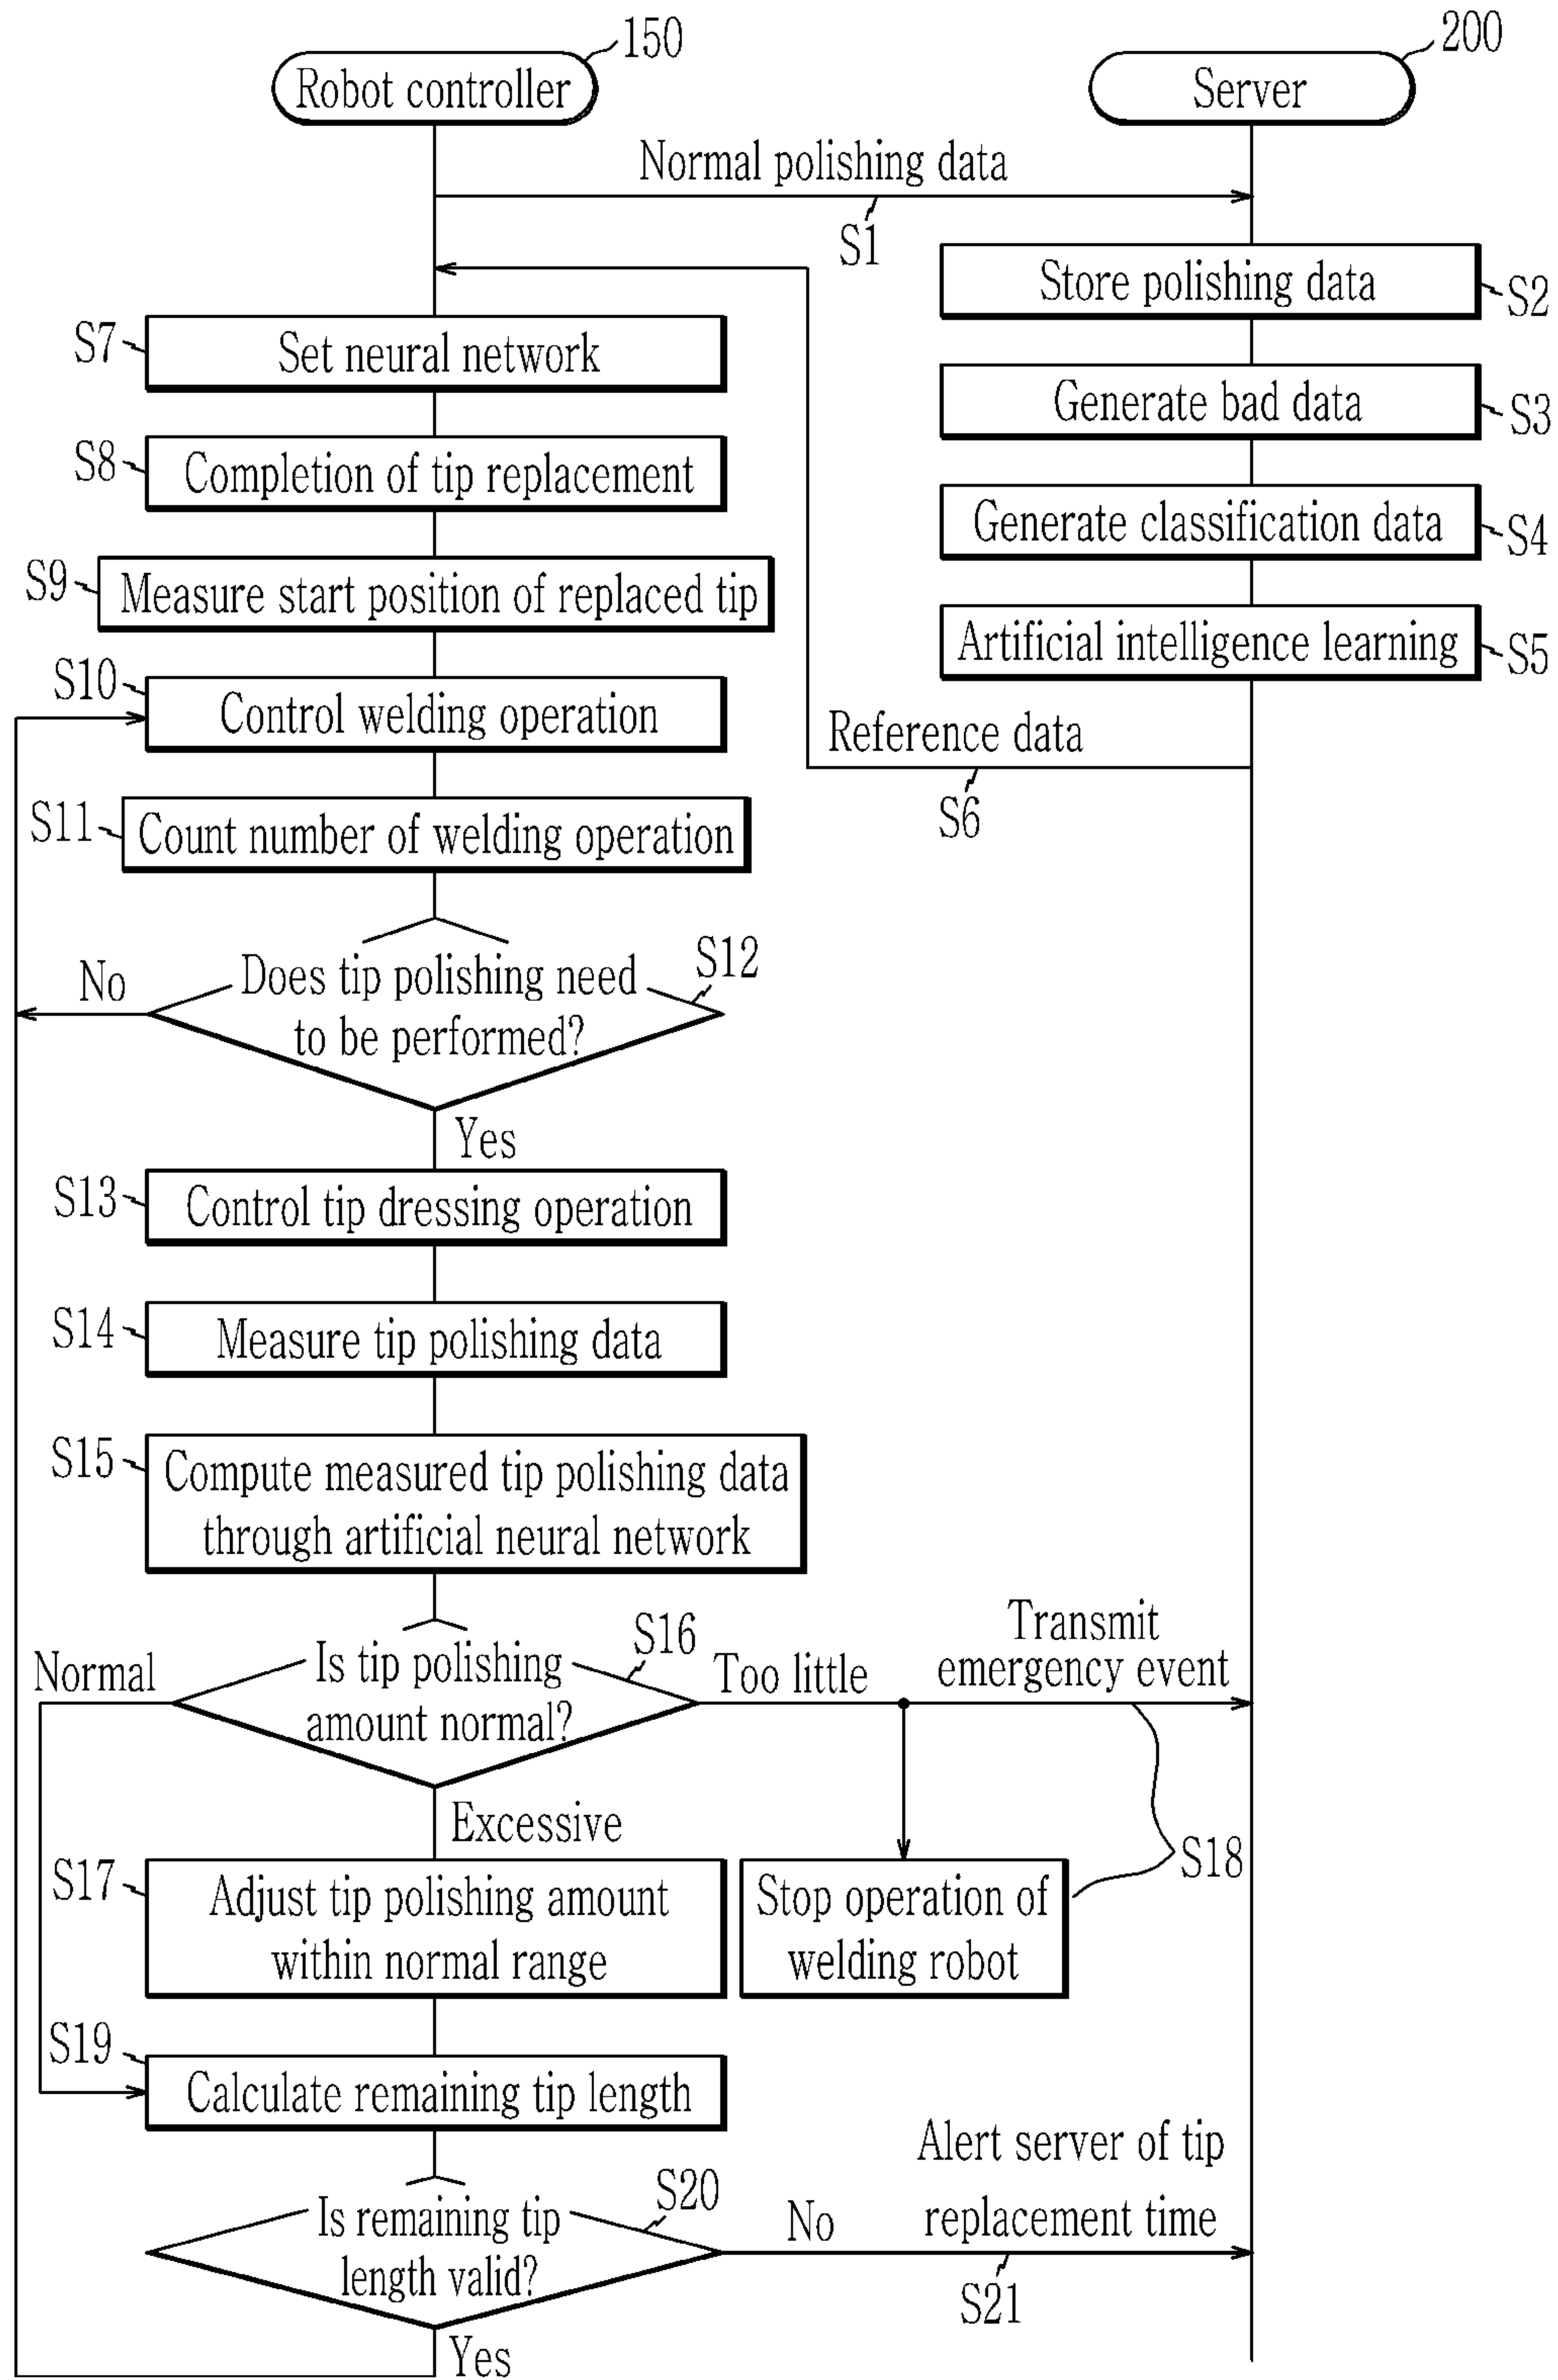 150
200
Robot controller
Server
Normal polishing data
S1
Store polishing data
S2
S7
Set neural network
Generate bad data
S3
S8
Completion of tip replacement
Generate classification data
S4
S9
Measure start position of replaced tip
Artificial intelligence learning
S5
S10
Control welding operation
Reference data
S6
S11
Count number of welding operation
S12
No
Does tip polishing need
to be performed?
Yes
S13
Control tip dressing operation
S14
Measure tip polishing data
S15
Compute measured tip polishing data
through artificial neural network
S16
Normal
Is tip polishing
amount normal?
Too little
Transmit
emergency event
Excessive
S17
Adjust tip polishing amount
within normal range
Stop operation of
welding robot
S18
S19
Calculate remaining tip length
S20
Is remaining tip
length valid?
No
Alert server of tip
replacement time
S21
Yes